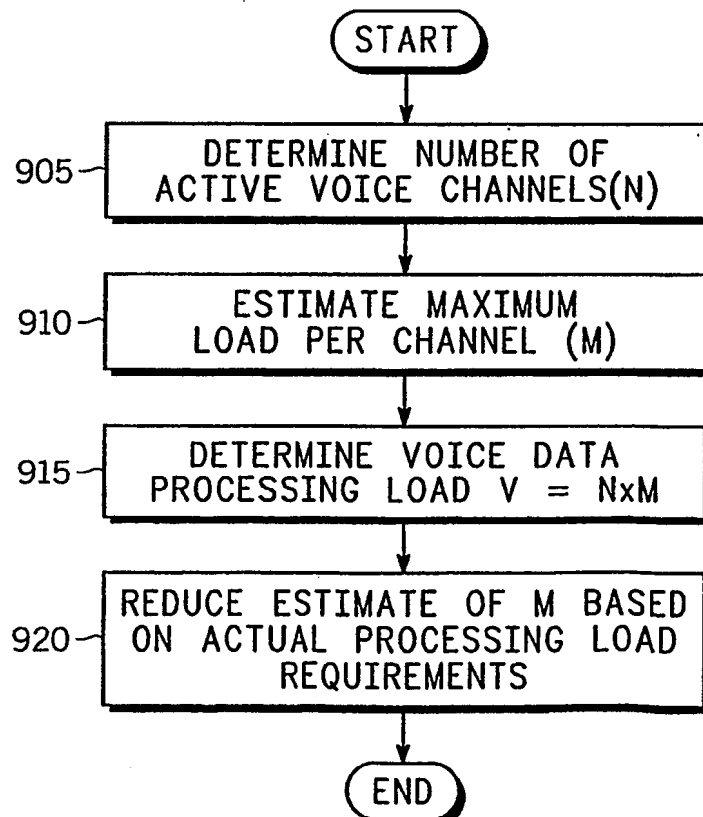 START
905
DETERMINE NUMBER OF
ACTIVE VOICE CHANNELS(N)
910
ESTIMATE MAXIMUM
LOAD PER CHANNEL (M)
915
DETERMINE VOICE DATA
PROCESSING LOAD V = NxM
920
REDUCE ESTIMATE OF M BASED
ON ACTUAL PROCESSING LOAD
REQUIREMENTS
END